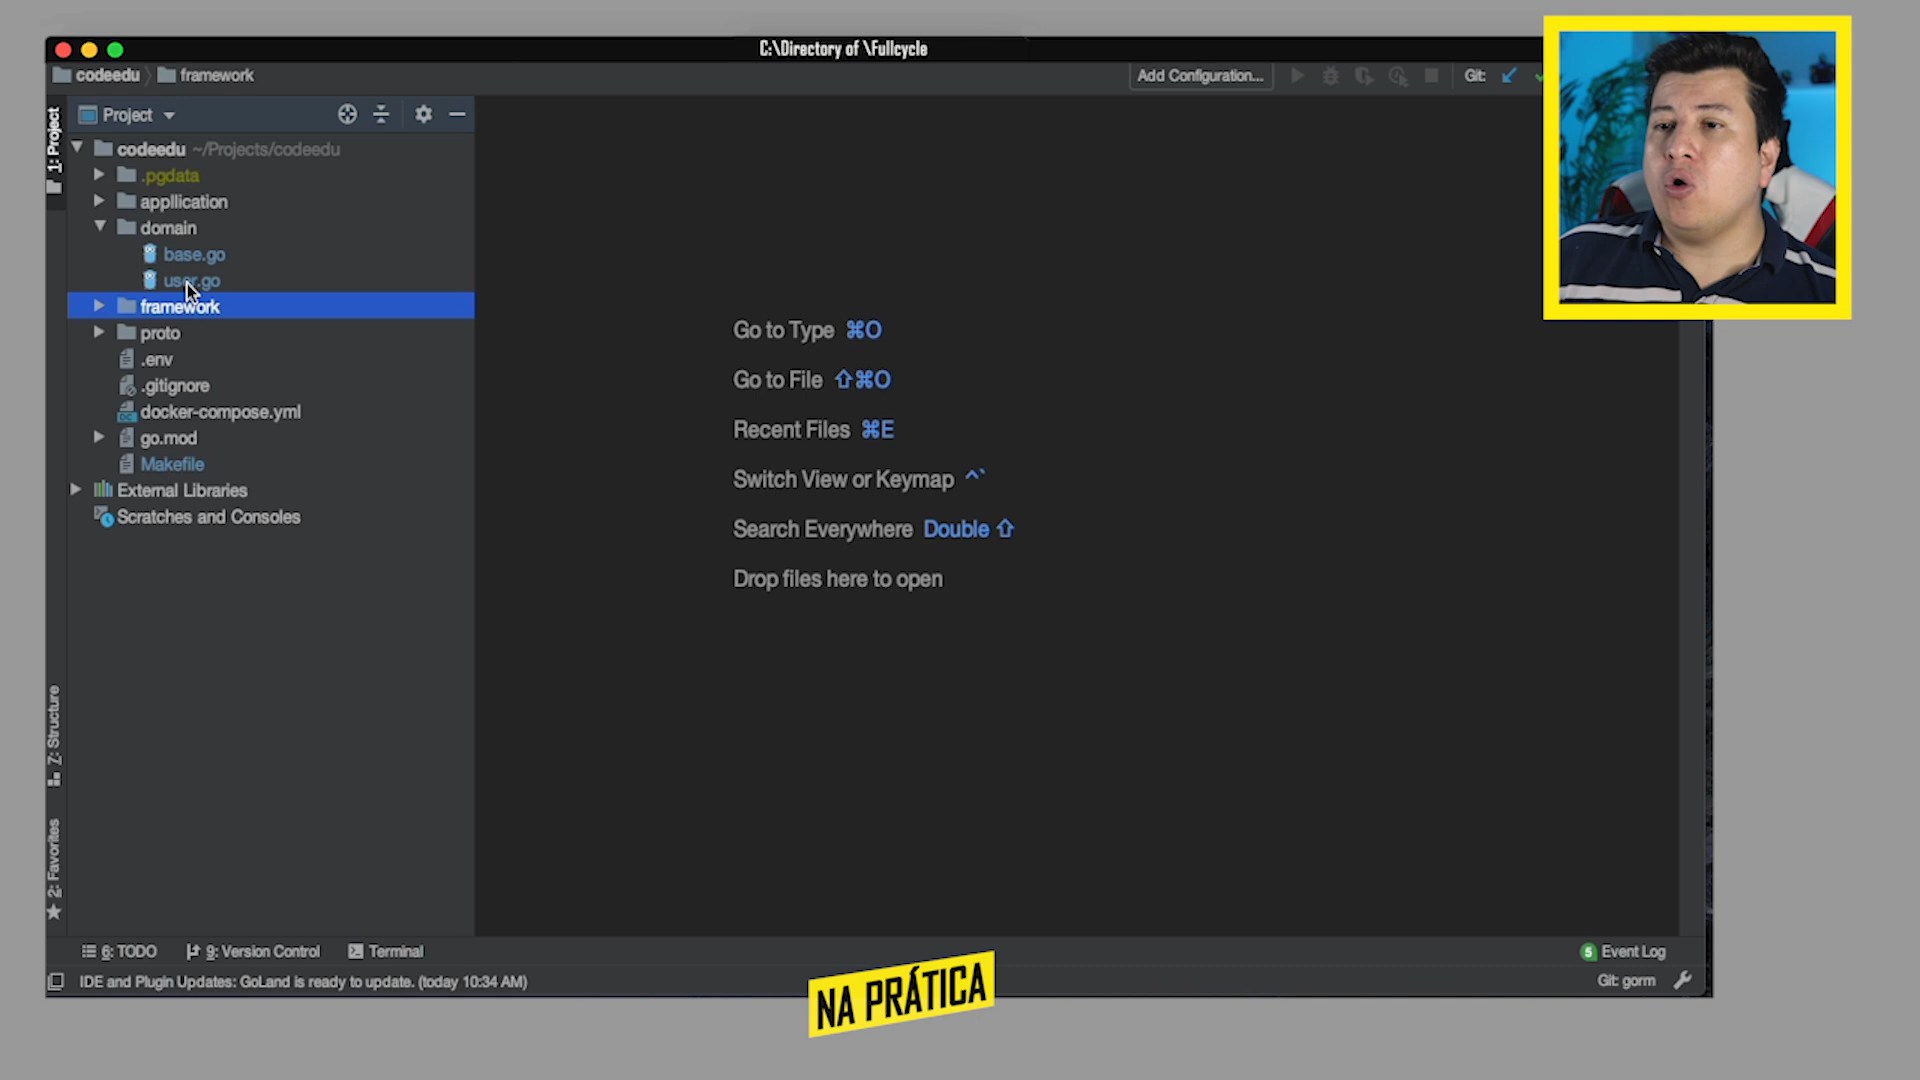 C:\Directory of \Fullcycle
codeedu
framework
Add Configuration...
Git:
1: Project
Project
codeedu ~/Projects/codeedu
.pgdata
appllication
domain
base.go
user.go
framework
proto
.env
.gitignore
docker-compose.yml
go.mod
Makefile
External Libraries
Scratches and Consoles
Go to Type ⌘O
Go to File ⇧⌘O
Recent Files ⌘E
Switch View or Keymap ^`
Search Everywhere Double ⇧
Drop files here to open
Z: Structure
2: Favorites
6: TODO
9: Version Control
Terminal
5 Event Log
IDE and Plugin Updates: GoLand is ready to update. (today 10:34 AM)
Git: gorm
NA PRÁTICA